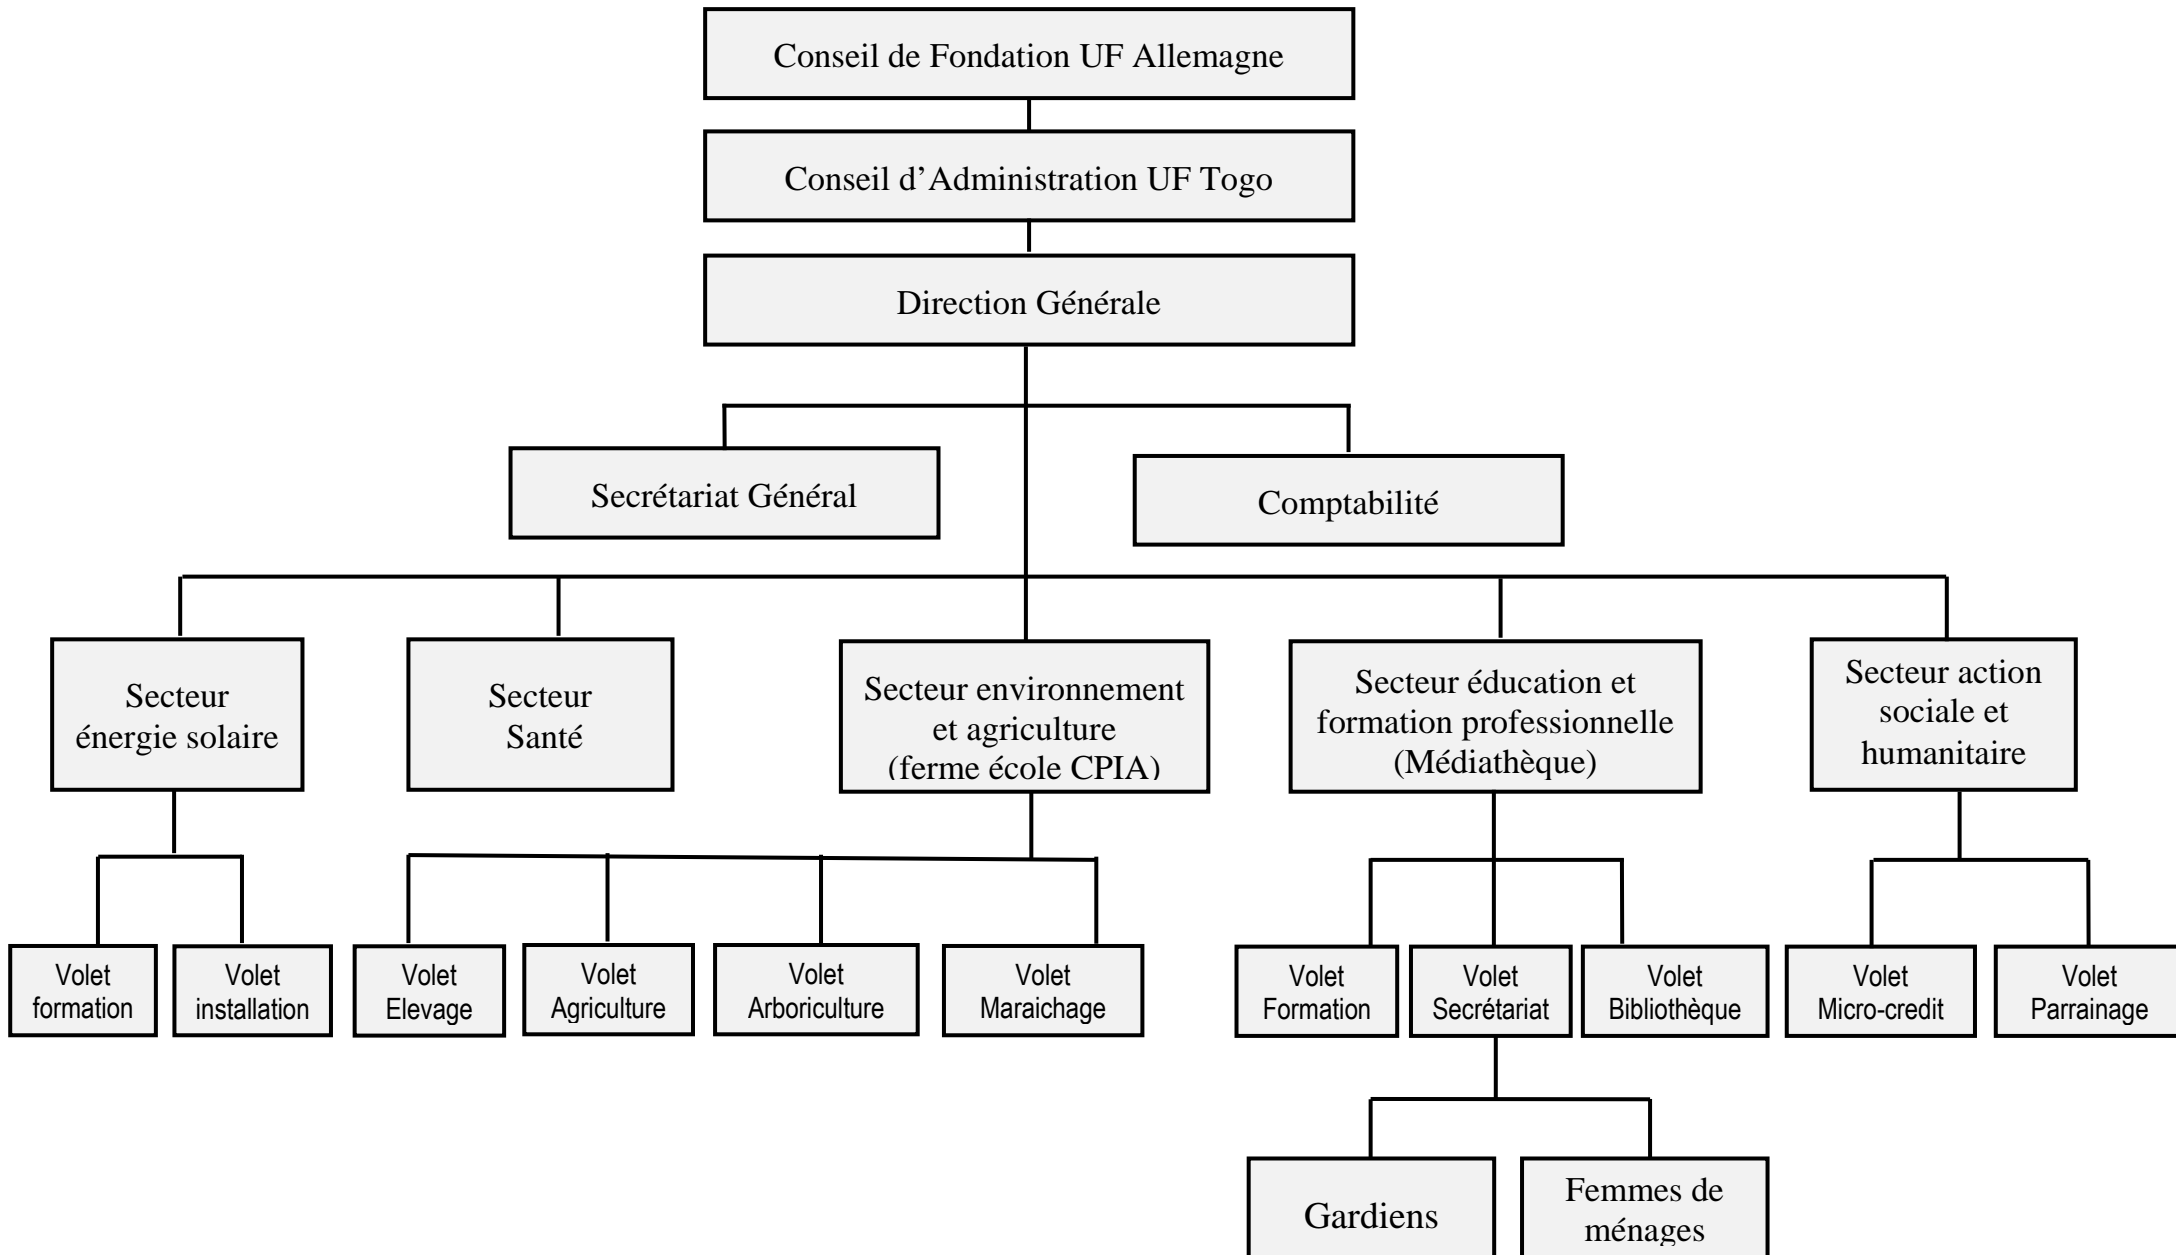 Conseil de Fondation UF Allemagne
Conseil d’Administration UF Togo
Direction Générale
Secrétariat Général
Comptabilité
Secteur
énergie solaire
Secteur
Santé
Secteur environnement
et agriculture
(ferme école CPIA)
Secteur éducation et
formation professionnelle
(Médiathèque)
Secteur action
sociale et
humanitaire
Volet
formation
Volet
installation
Volet
Elevage
Volet
Agriculture
Volet
Arboriculture
Volet
Maraichage
Volet
Formation
Volet
Secrétariat
Volet
Bibliothèque
Volet
Micro-credit
Volet
Parrainage
Gardiens
Femmes de
ménages